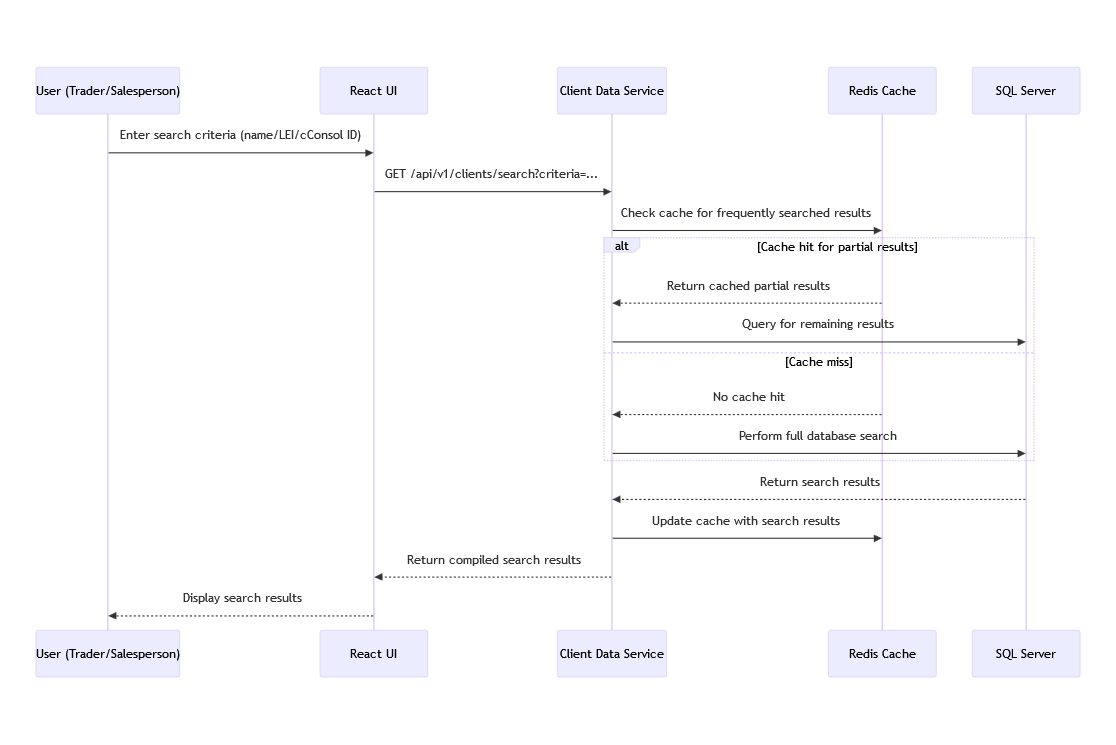 User (Trader/Salesperson)
React UI
Client Data Service
Redis Cache
SQL Server
Enter search criteria (name/LEI/cConsol ID)
GET /api/v1/clients/search?criteria=...
Check cache for frequently searched results
alt
[Cache hit for partial results]
Return cached partial results
Query for remaining results
[Cache miss]
No cache hit
Perform full database search
Return search results
Update cache with search results
Return compiled search results
Display search results
User (Trader/Salesperson)
React UI
Client Data Service
Redis Cache
SQL Server